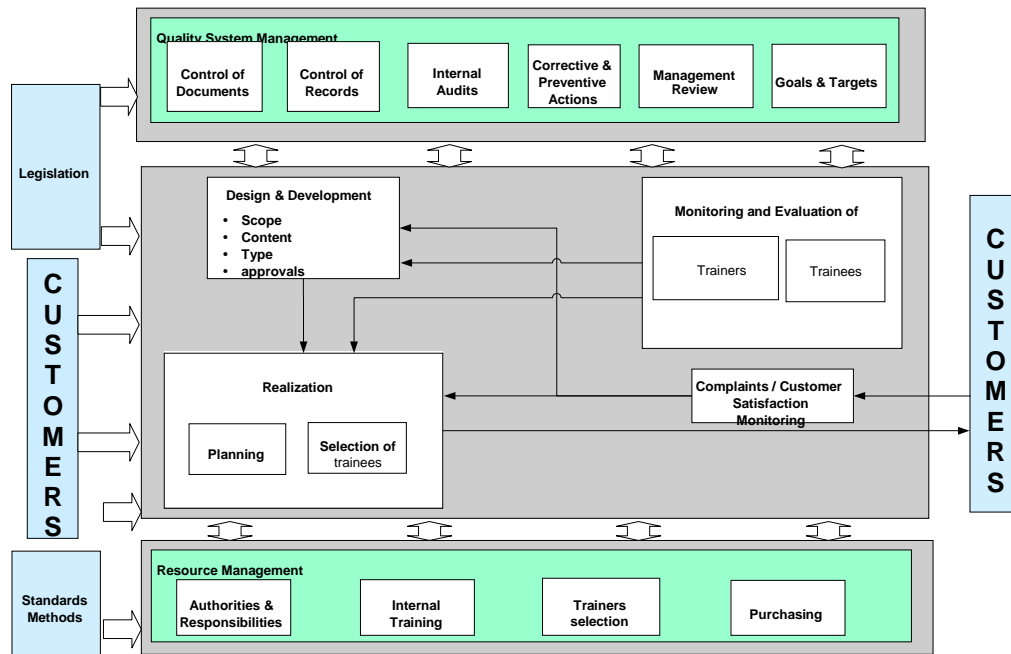 Quality System Management
Control of
Documents
Control of
Records
Internal
Audits
Corrective &
Preventive
Actions
Management
Review
Goals & Targets
Legislation
Design & Development
• Scope
• Content
• Type
• approvals
Monitoring and Evaluation of
Trainers
Trainees
CUSTOMERS
CUSTOMERS
Realization
Planning
Selection of
trainees
Complaints / Customer
Satisfaction
Monitoring
Standards
Methods
Resource Management
Authorities &
Responsibilities
Internal
Training
Trainers
selection
Purchasing